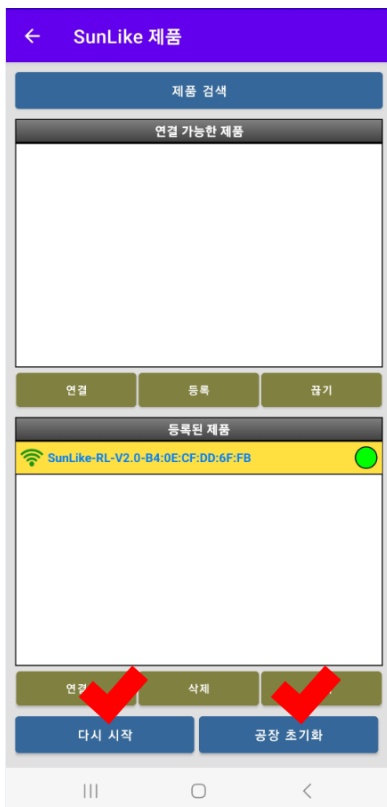 SunLike 제품
제품 검색
연결 가능한 제품
연결 등록 끊기
등록된 제품
SunLike-RL-V2.0-B4:0E:CF:DD:6F:FB
삭제
다시 시작 공장 초기화